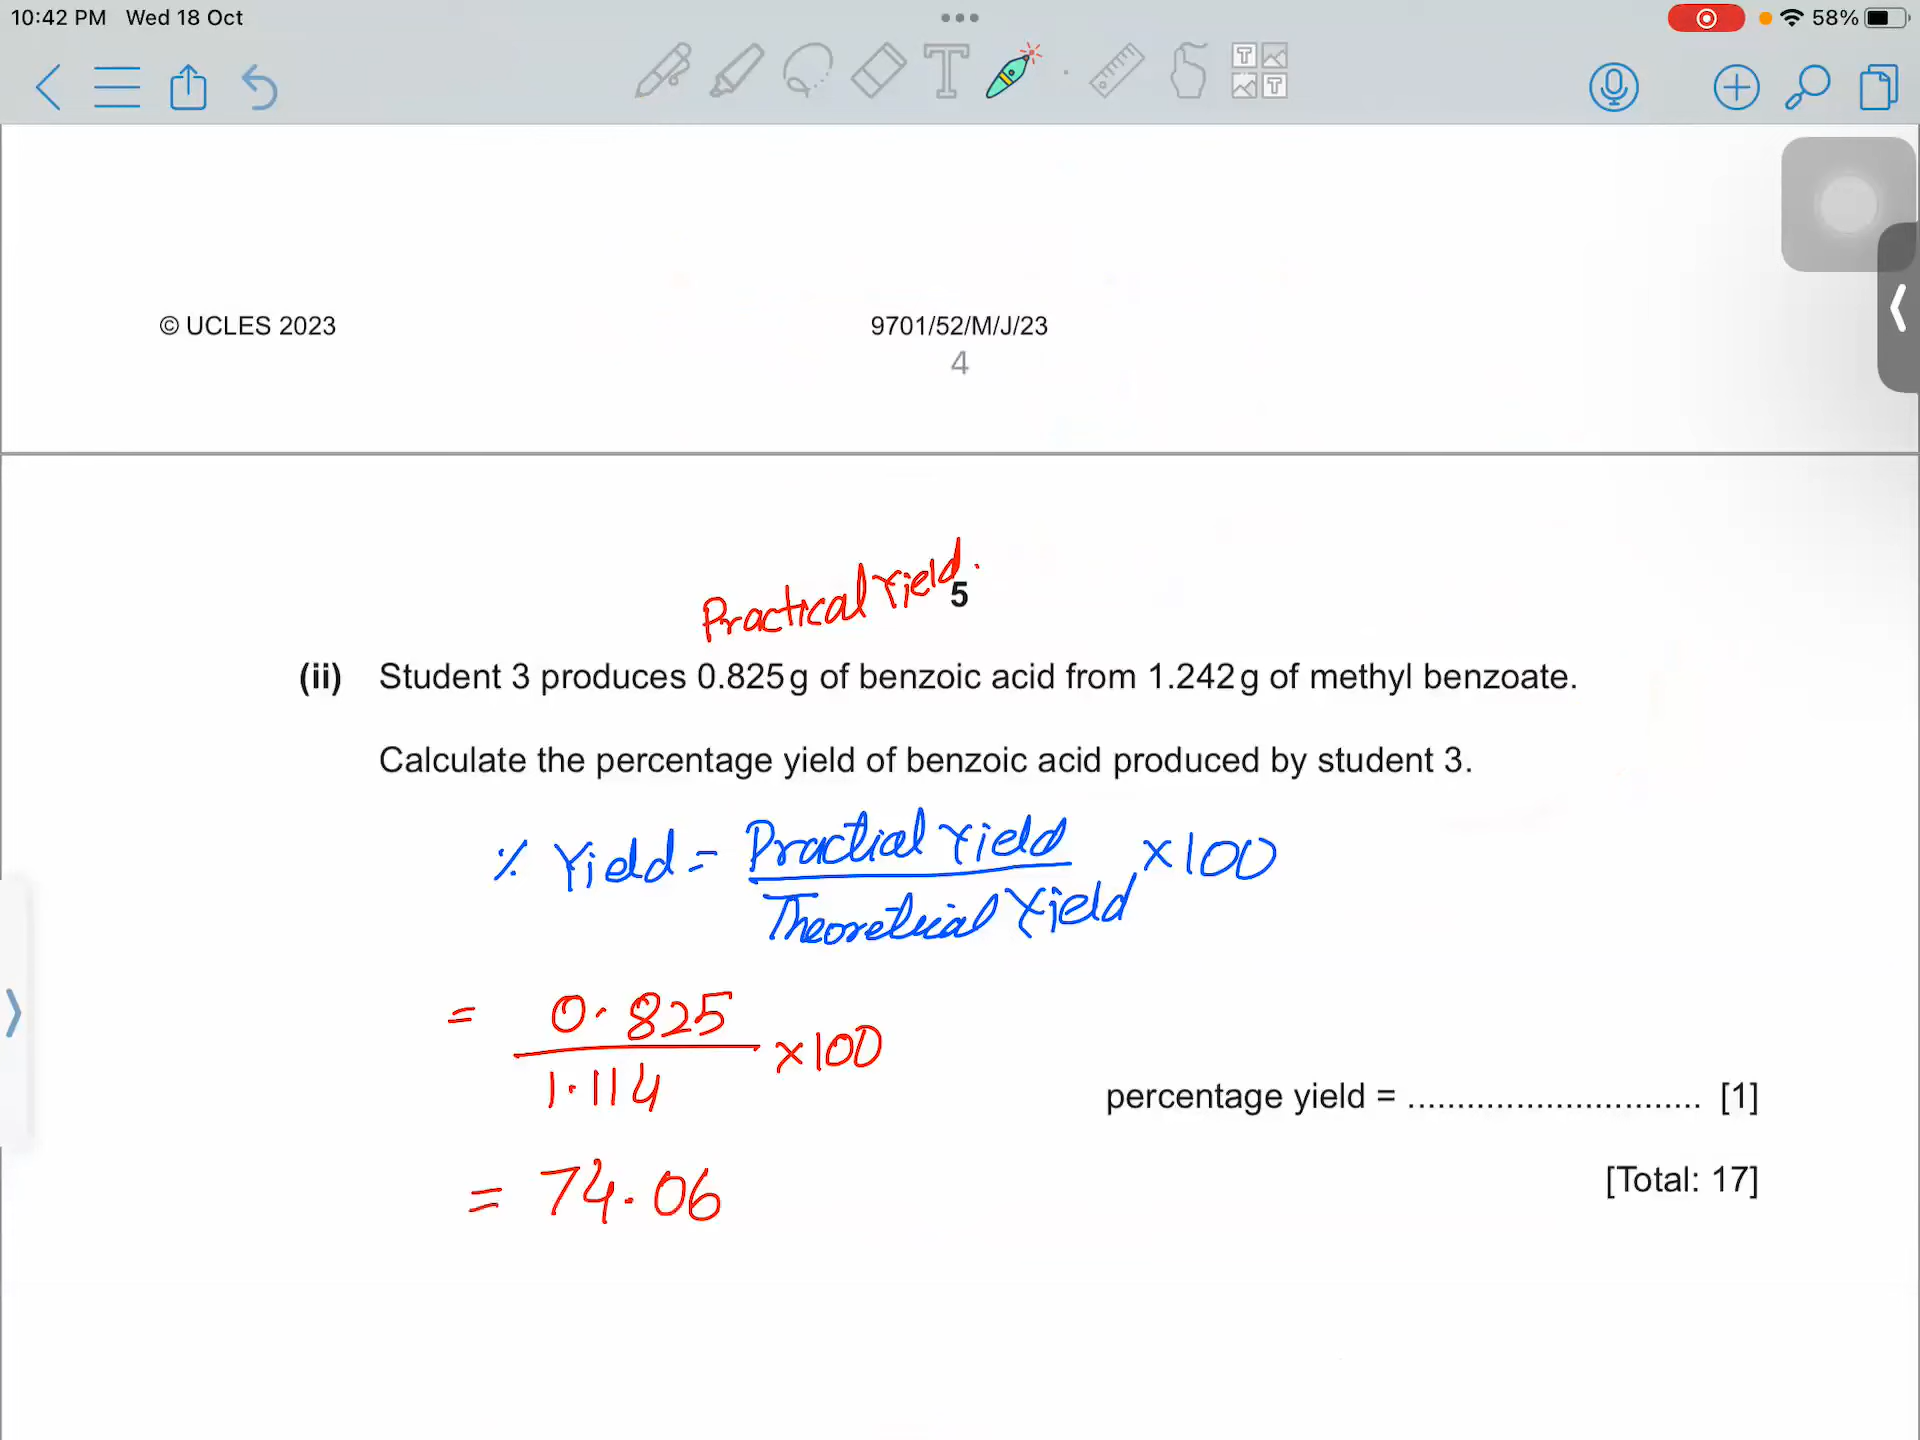 10:42 PM Wed 18 Oct
58%
© UCLES 2023
9701/52/M/J/23
4
Practical Yield.
5
(ii) Student 3 produces 0.825 g of benzoic acid from 1.242 g of methyl benzoate.
Calculate the percentage yield of benzoic acid produced by student 3.
% Yield = Practial Yield
Theoretical Yield
×100
= 0.825
1.114
×100
percentage yield = ............................. [1]
[Total: 17]
= 74.06